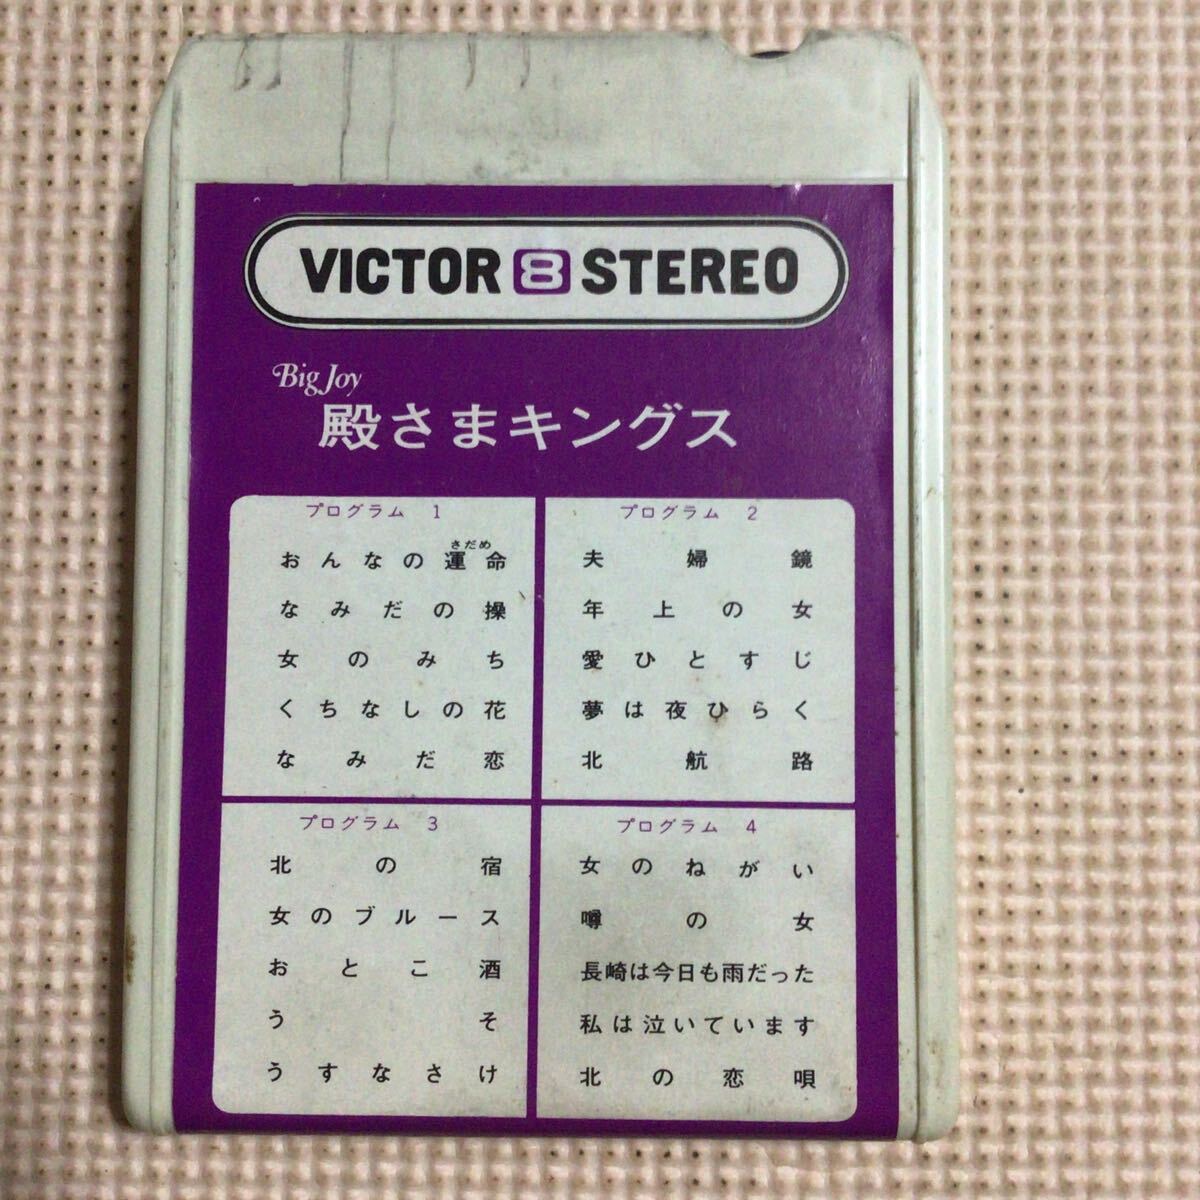 VICTOR 8 STEREO
Big Joy
殿さまキングス
プログラム 1
さだめ
おんなの運命
なみだの操
女のみち
くちなしの花
なみだ恋
プログラム 2
夫婦鏡
年上の女
愛ひとすじ
夢は夜ひらく
北航路
プログラム 3
北の宿
女のブルース
おとこ酒
うそ
うすなさけ
プログラム 4
女のねがい
噂の女
長崎は今日も雨だった
私は泣いています
北の恋唄